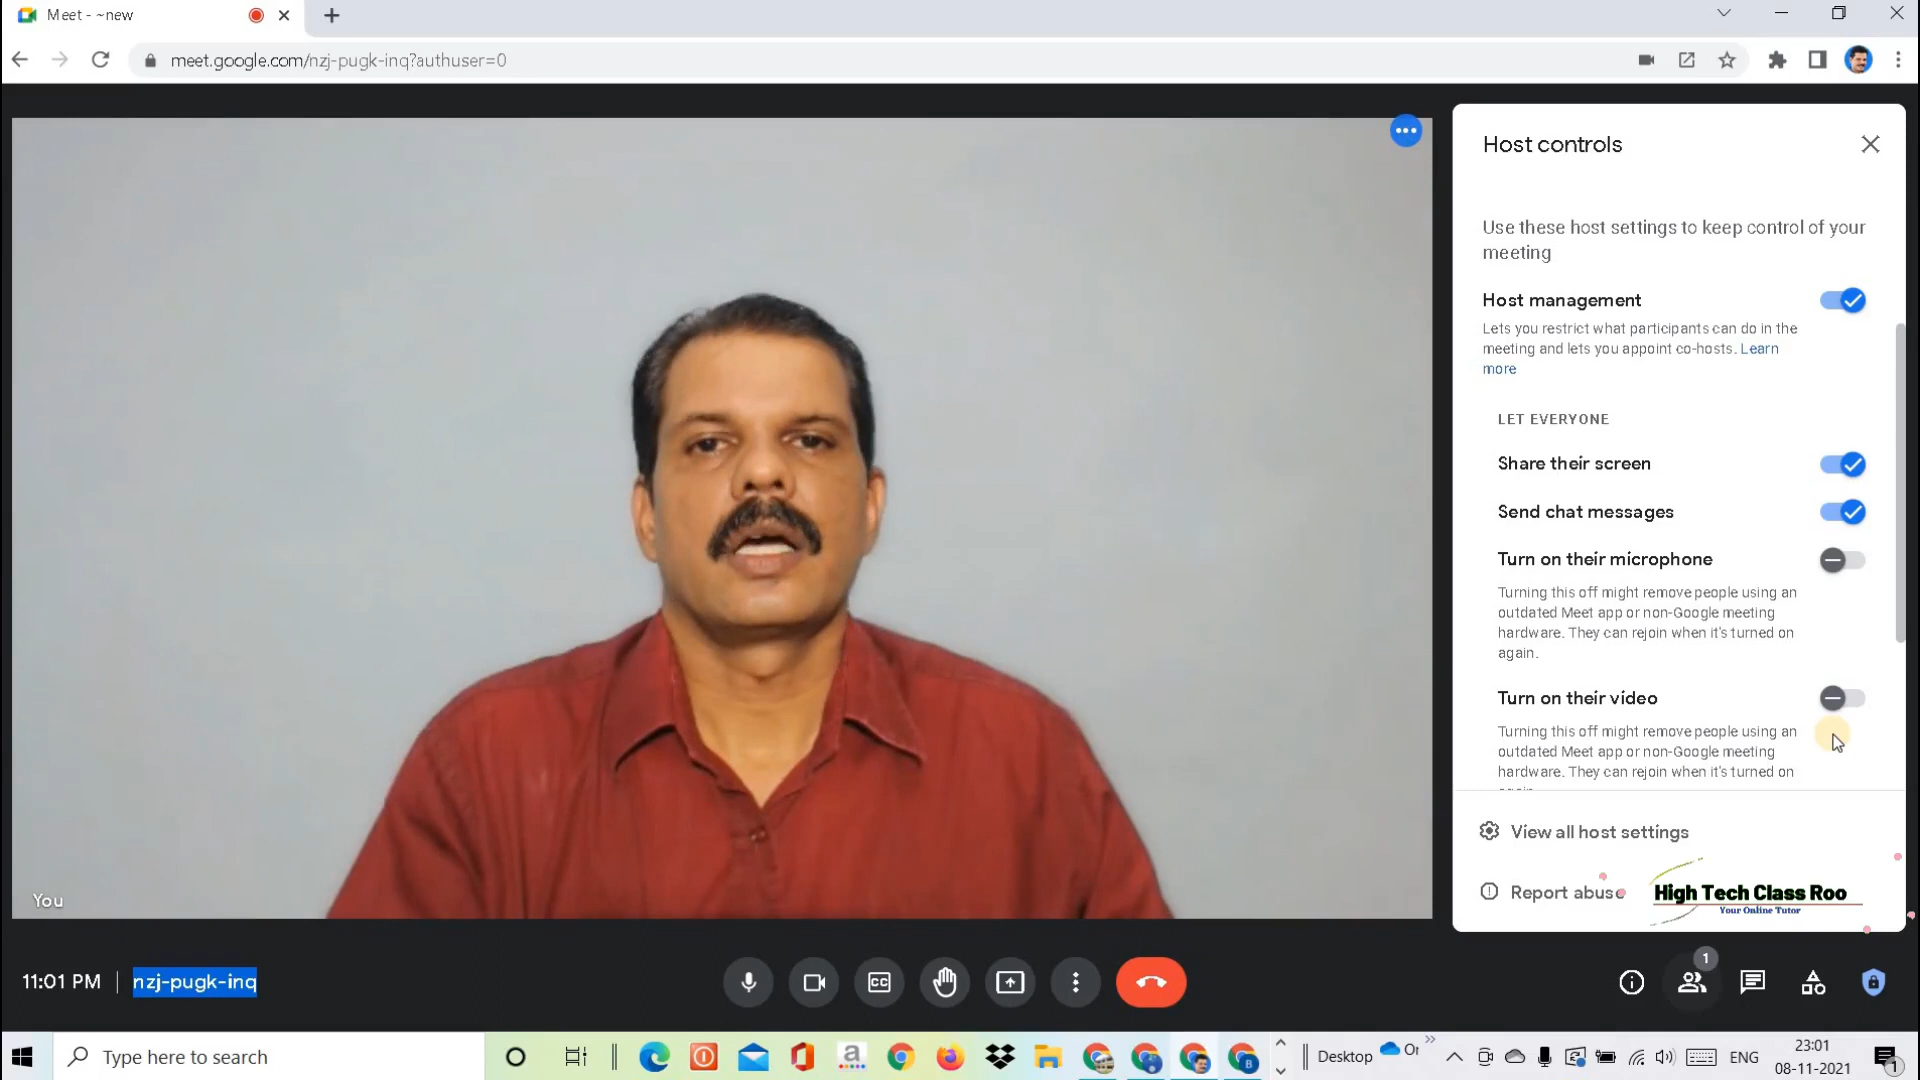 Meet - ~new
meet.google.com/nzj-pugk-inq?authuser=0
Host controls
Use these host settings to keep control of your
meeting
Host management
Lets you restrict what participants can do in the
meeting and lets you appoint co-hosts. Learn
more
LET EVERYONE
Share their screen
Send chat messages
Turn on their microphone
Turning this off might remove people using an
outdated Meet app or non-Google meeting
hardware. They can rejoin when it's turned on
again.
Turn on their video
Turning this off might remove people using an
outdated Meet app or non-Google meeting
hardware. They can rejoin when it's turned on
View all host settings
Report abuse
High Tech Class Roo
Your Online Tutor
You
11:01 PM
nzj-pugk-inq
CC
1
Type here to search
a
B
Desktop
Or
ENG
23:01
08-11-2021
1